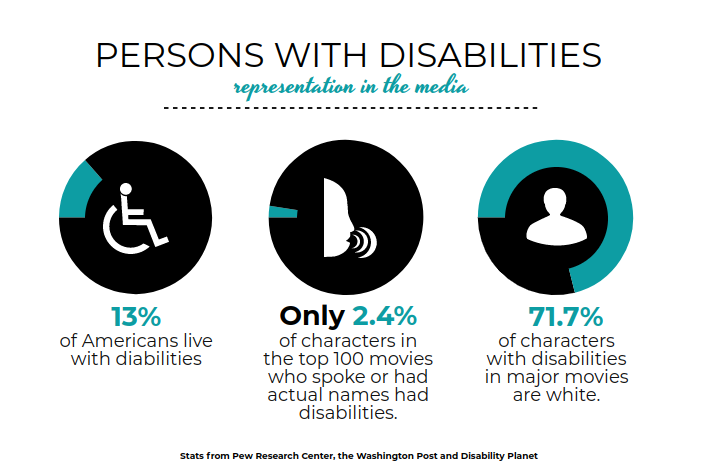 PERSONS WITH DISABILITIES
representation in the media
13%
of Americans live
with diabilities
Only 2.4%
of characters in
the top 100 movies
who spoke or had
actual names had
disabilities.
71.7%
of characters
with disabilities
in major movies
are white.
Stats from Pew Research Center, the Washington Post and Disability Planet